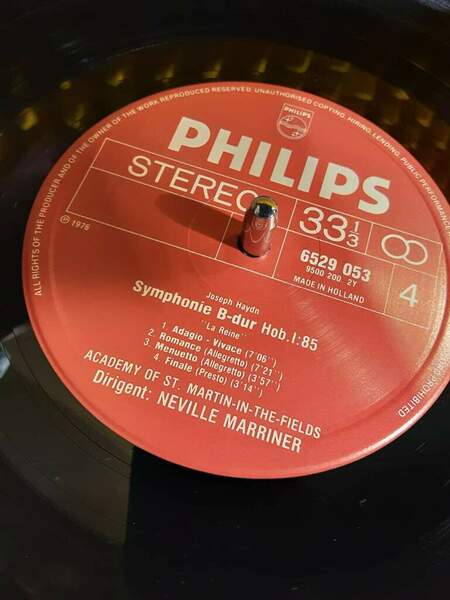 ALL RIGHTS OF THE PRODUCER AND OF THE OWNER OF THE WORK REPRODUCED RESERVED. UNAUTHORISED COPYING, HIRING, LENDING, PUBLIC PERFORMANCE
PROHIBITED
PHILIPS
PHILIPS
STEREO
33 1/3
℗ 1976
6529 053
9500 200 2Y
MADE IN HOLLAND
4
Joseph Haydn
Symphonie B-dur Hob.I:85
"La Reine"
1. Adagio - Vivace (7'06'')
2. Romance (Allegretto) (7'21'')
3. Menuetto (Allegretto) (3'57'')
4. Finale (Presto) (3'14'')
ACADEMY OF ST. MARTIN-IN-THE-FIELDS
Dirigent: NEVILLE MARRINER